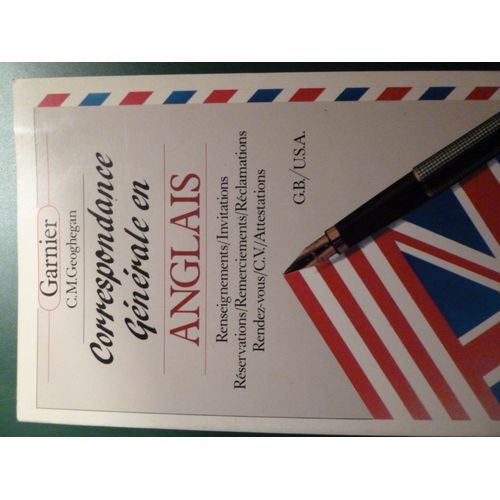 Garnier
C.M.Geoghegan
Correspondance
Générale en
ANGLAIS
Renseignements/Invitations
Réservations/Remerciements/Réclamations
Rendez-vous/C.V./Attestations
G.B./U.S.A.